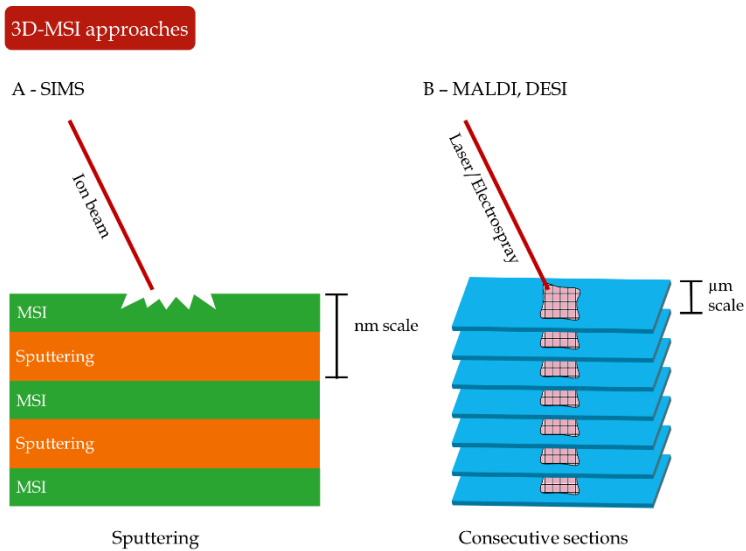 3D-MSI approaches
A - SIMS
B – MALDI, DESI
Ion beam
Laser/Electrospray
MSI
Sputtering
MSI
Sputtering
MSI
nm scale
µm
scale
Sputtering
Consecutive sections